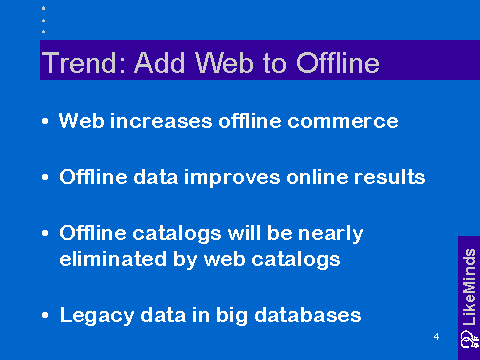 Trend: Add Web to Offline
• Web increases offline commerce
• Offline data improves online results
• Offline catalogs will be nearly
eliminated by web catalogs
• Legacy data in big databases
4
LikeMinds